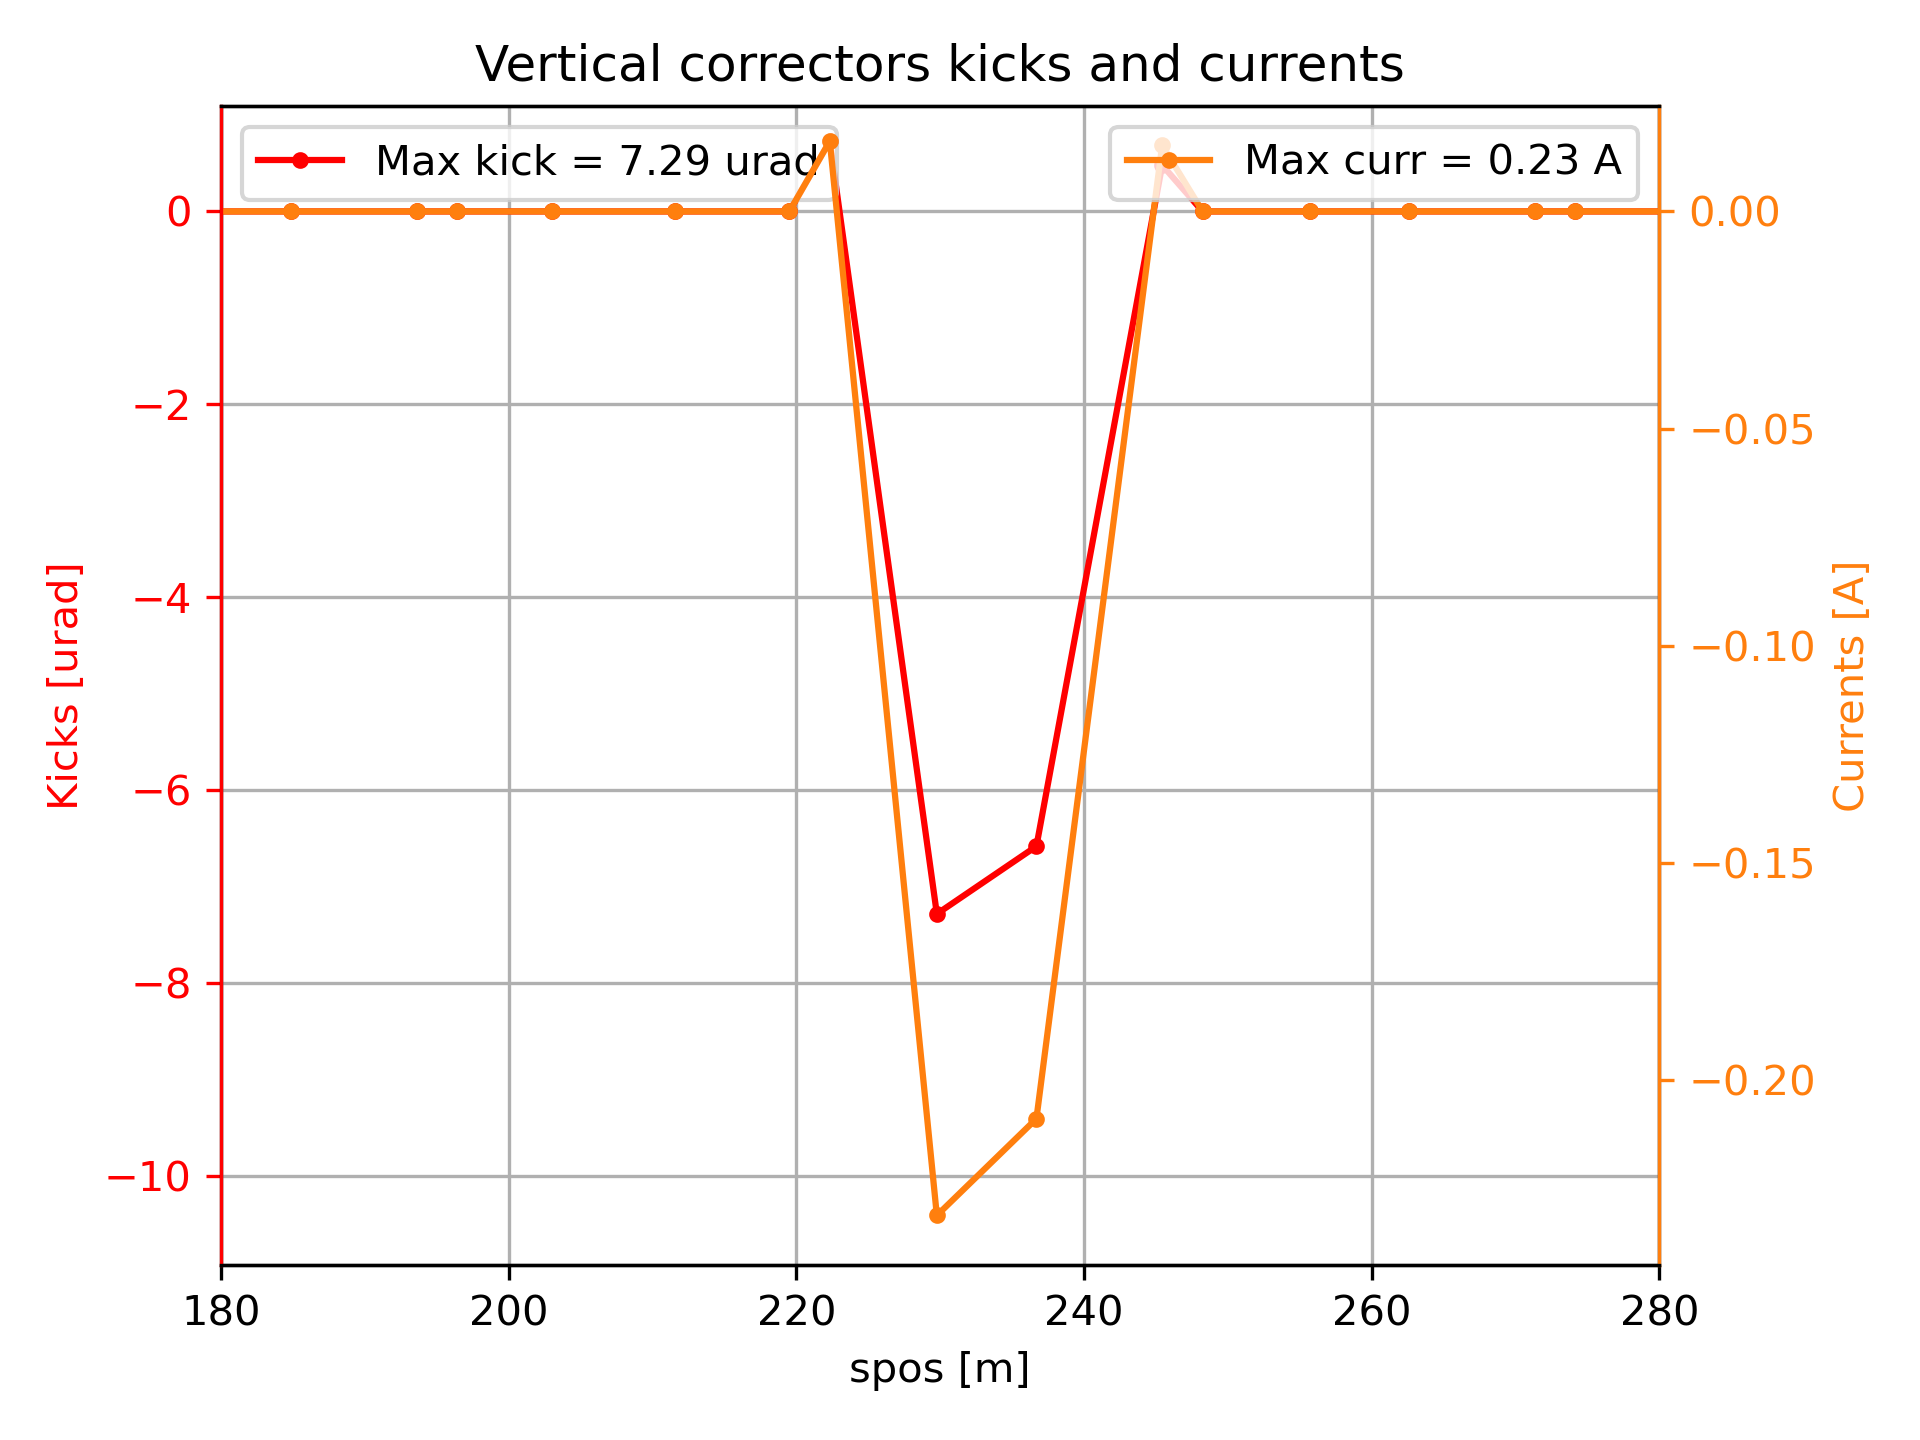 Vertical correctors kicks and currents
Max kick = 7.29 urad
Max curr = 0.23 A
Kicks [urad]
0
−2
−4
−6
−8
−10
0.00
−0.05
−0.10
−0.15
−0.20
Currents [A]
180 200 220 240 260 280
spos [m]